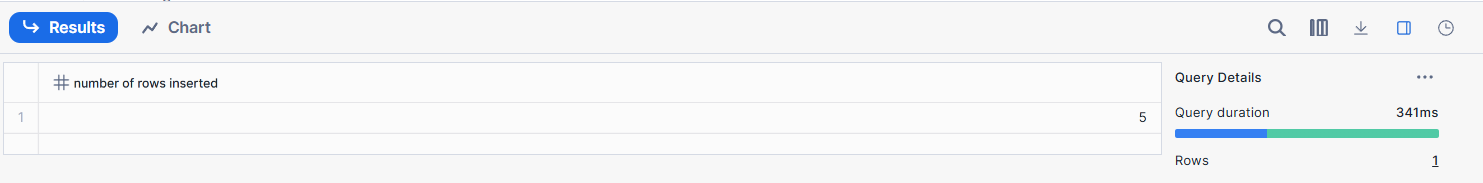 Results Chart
number of rows inserted
1 5
Query Details
Query duration 341ms
Rows 1